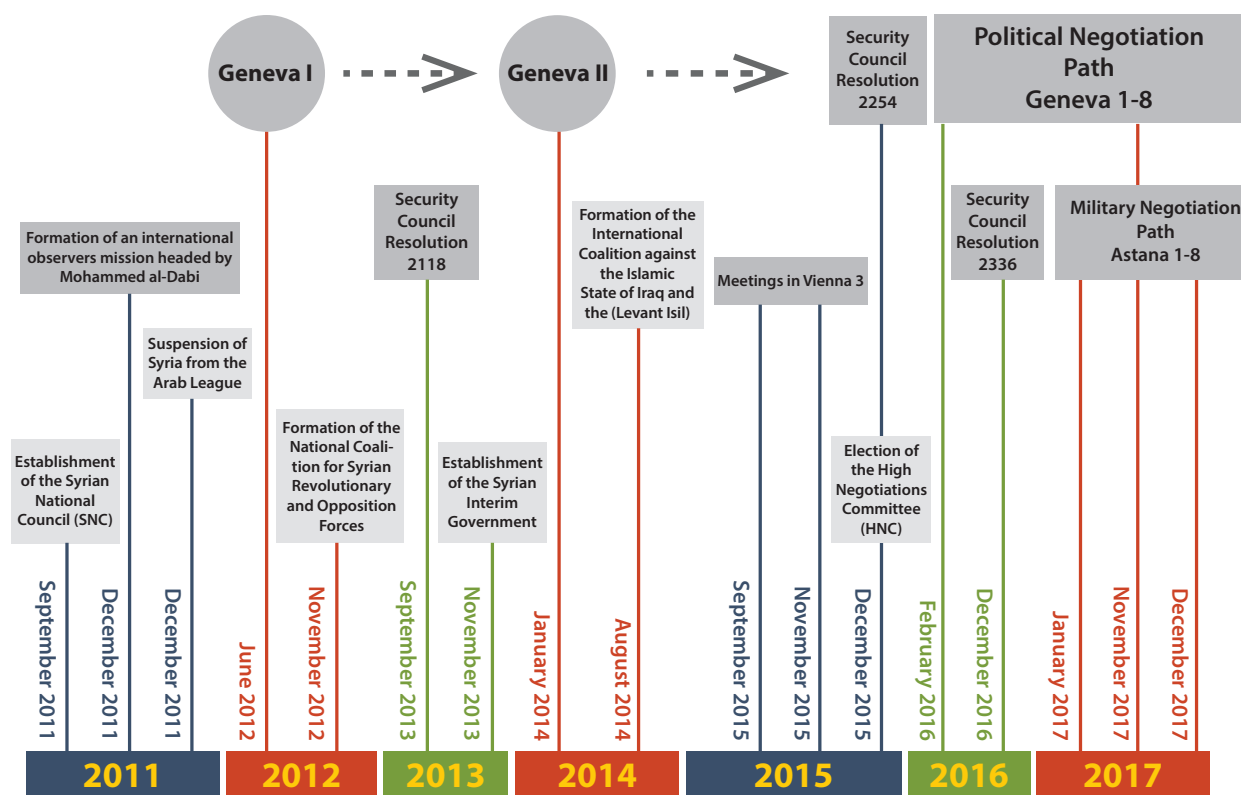 Geneva I
Geneva II
Security
Council
Resolution
2254
Political Negotiation
Path
Geneva 1-8
Formation of an international
observers mission headed by
Mohammed al-Dabi
Security
Council
Resolution
2118
Formation of the
International
Coalition against
the Islamic
State of Iraq and
the (Levant Isil)
Meetings in Vienna 3
Security
Council
Resolution
2336
Military Negotiation
Path
Astana 1-8
Suspension of
Syria from the
Arab League
Establishment
of the Syrian
National
Council (SNC)
Formation of the
National Coali-
tion for Syrian
Revolutionary
and Opposition
Forces
Establishment
of the Syrian
Interim
Government
Election of
the High
Negotiations
Committee
(HNC)
September 2011
December 2011
December 2011
June 2012
November 2012
September 2013
November 2013
January 2014
August 2014
September 2015
November 2015
December 2015
February 2016
December 2016
January 2017
November 2017
December 2017
2011
2012
2013
2014
2015
2016
2017